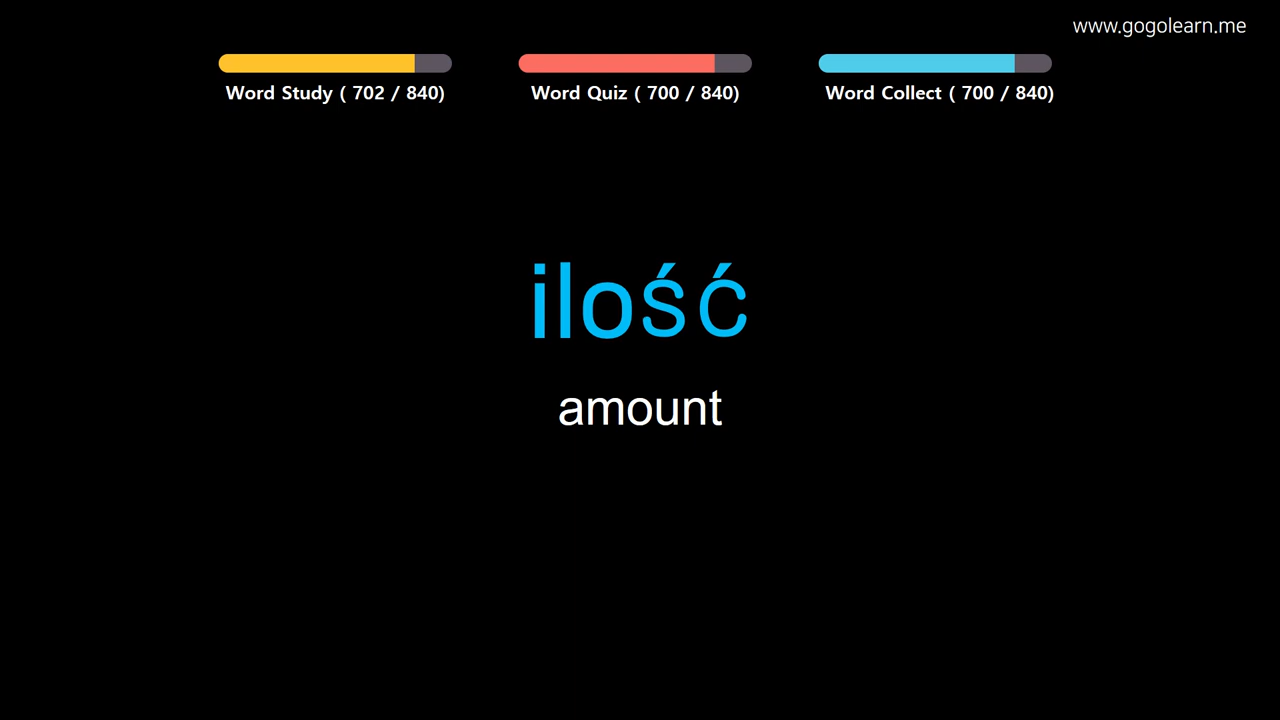 www.gogolearn.me
Word Study ( 702 / 840)
Word Quiz ( 700 / 840)
Word Collect ( 700 / 840)
ilość
amount